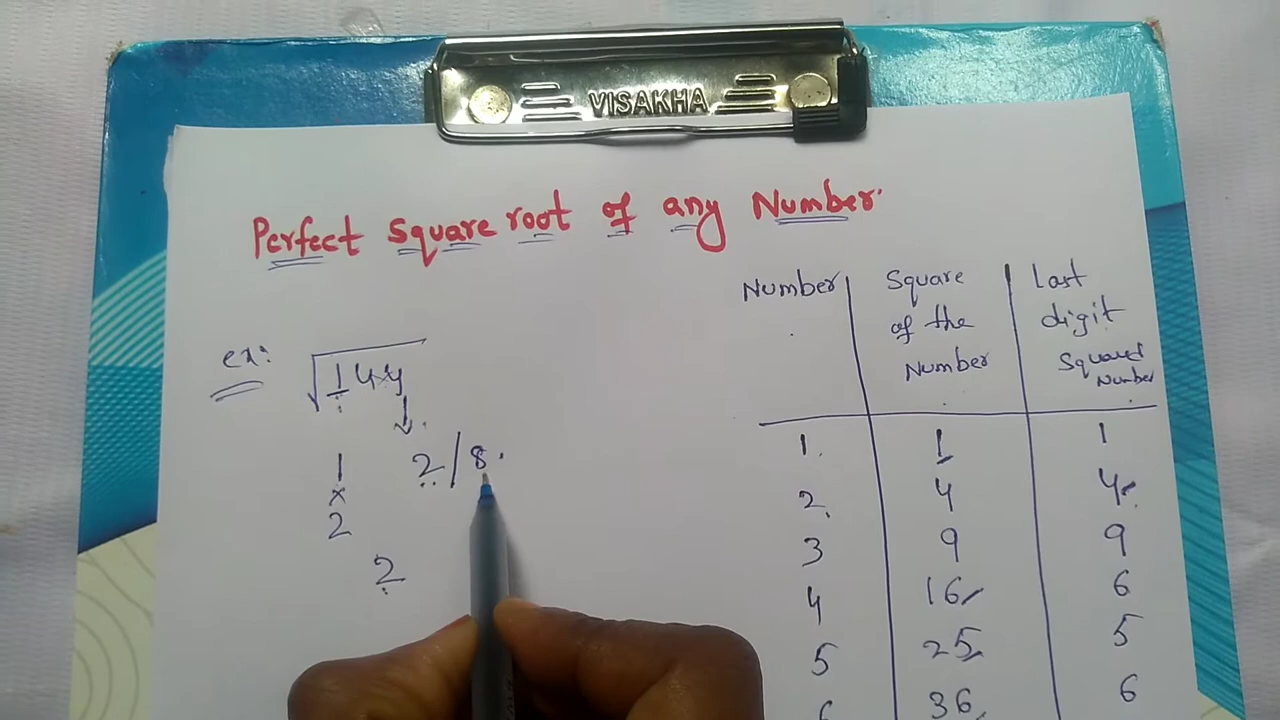 VISAKHA
Perfect Square root of any Number.
ex:
√144
1 2/8.
×
2
2
Number Square of the Number Last digit Squared Number
1. 1 1
2 4 4
3 9 9
4 16 6
5 25 5
6 36 6